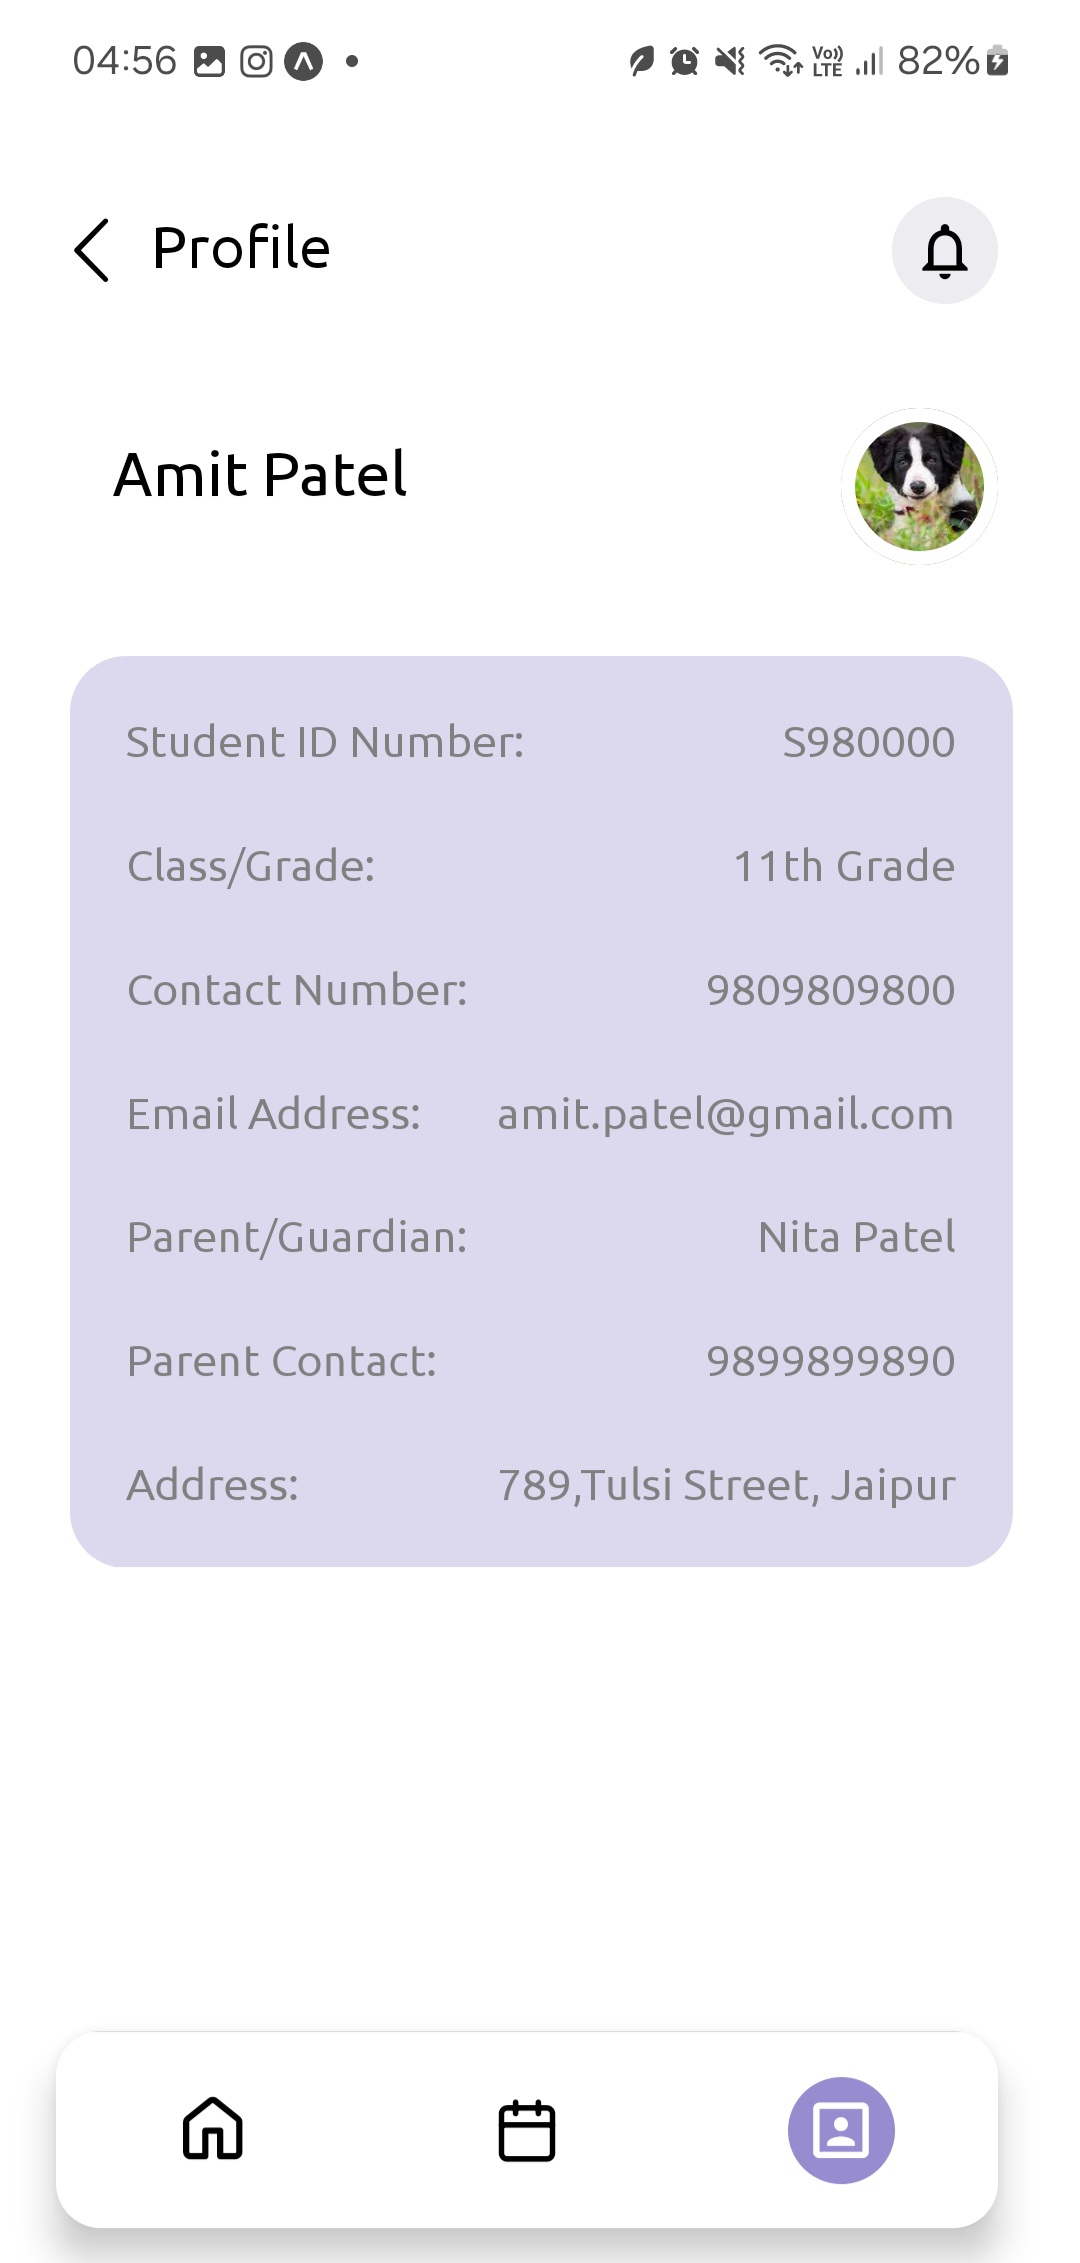 04:56 Vo)) LTE 82%
Profile
Amit Patel
Student ID Number: S980000
Class/Grade: 11th Grade
Contact Number: 9809809800
Email Address: amit.patel@gmail.com
Parent/Guardian: Nita Patel
Parent Contact: 9899899890
Address: 789,Tulsi Street, Jaipur